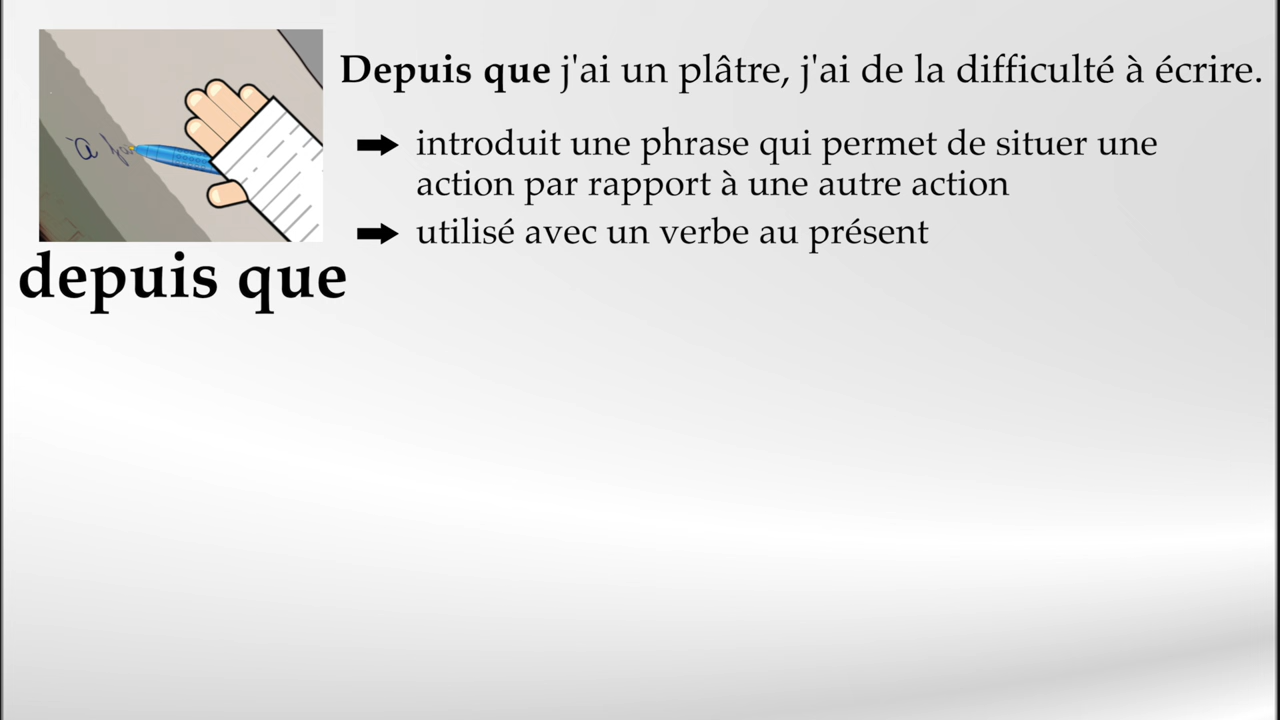 Depuis que j'ai un plâtre, j'ai de la difficulté à écrire.
introduit une phrase qui permet de situer une
action par rapport à une autre action
utilisé avec un verbe au présent
à
depuis que